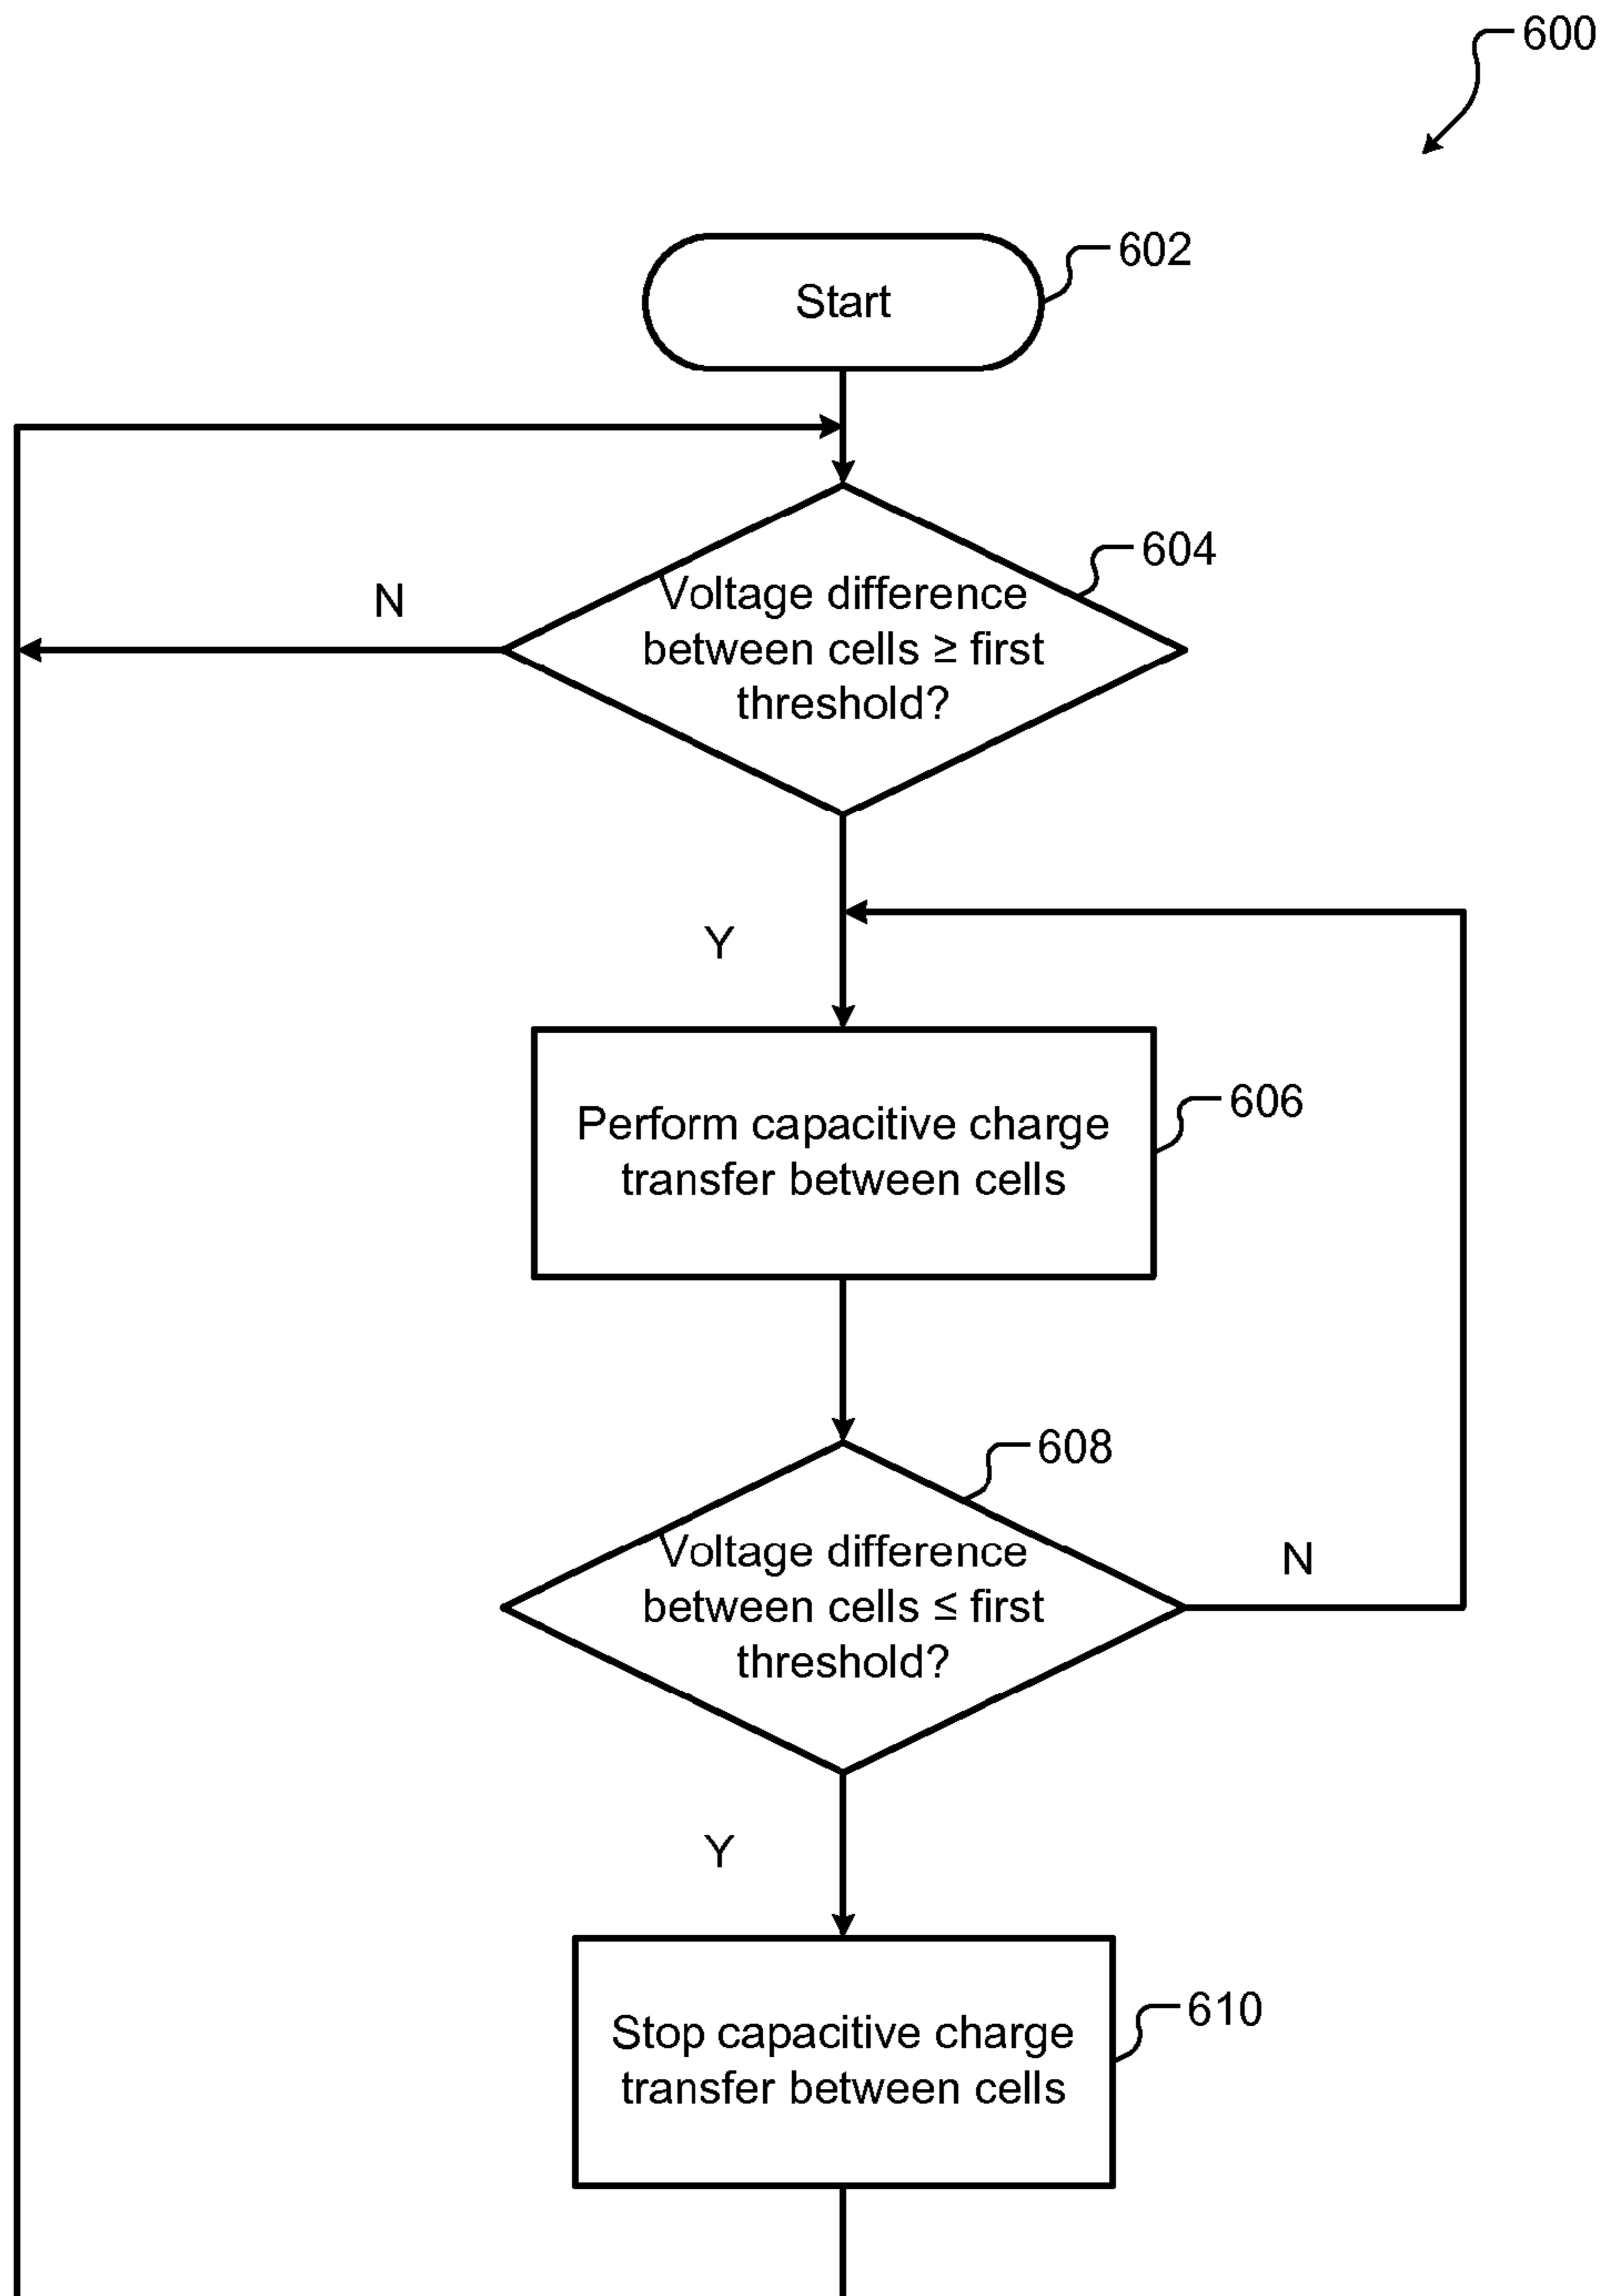 600
Start
602
604
Voltage difference
between cells ≥ first
threshold?
N
Y
Perform capacitive charge
transfer between cells
606
608
Voltage difference
between cells ≤ first
threshold?
N
Y
Stop capacitive charge
transfer between cells
610